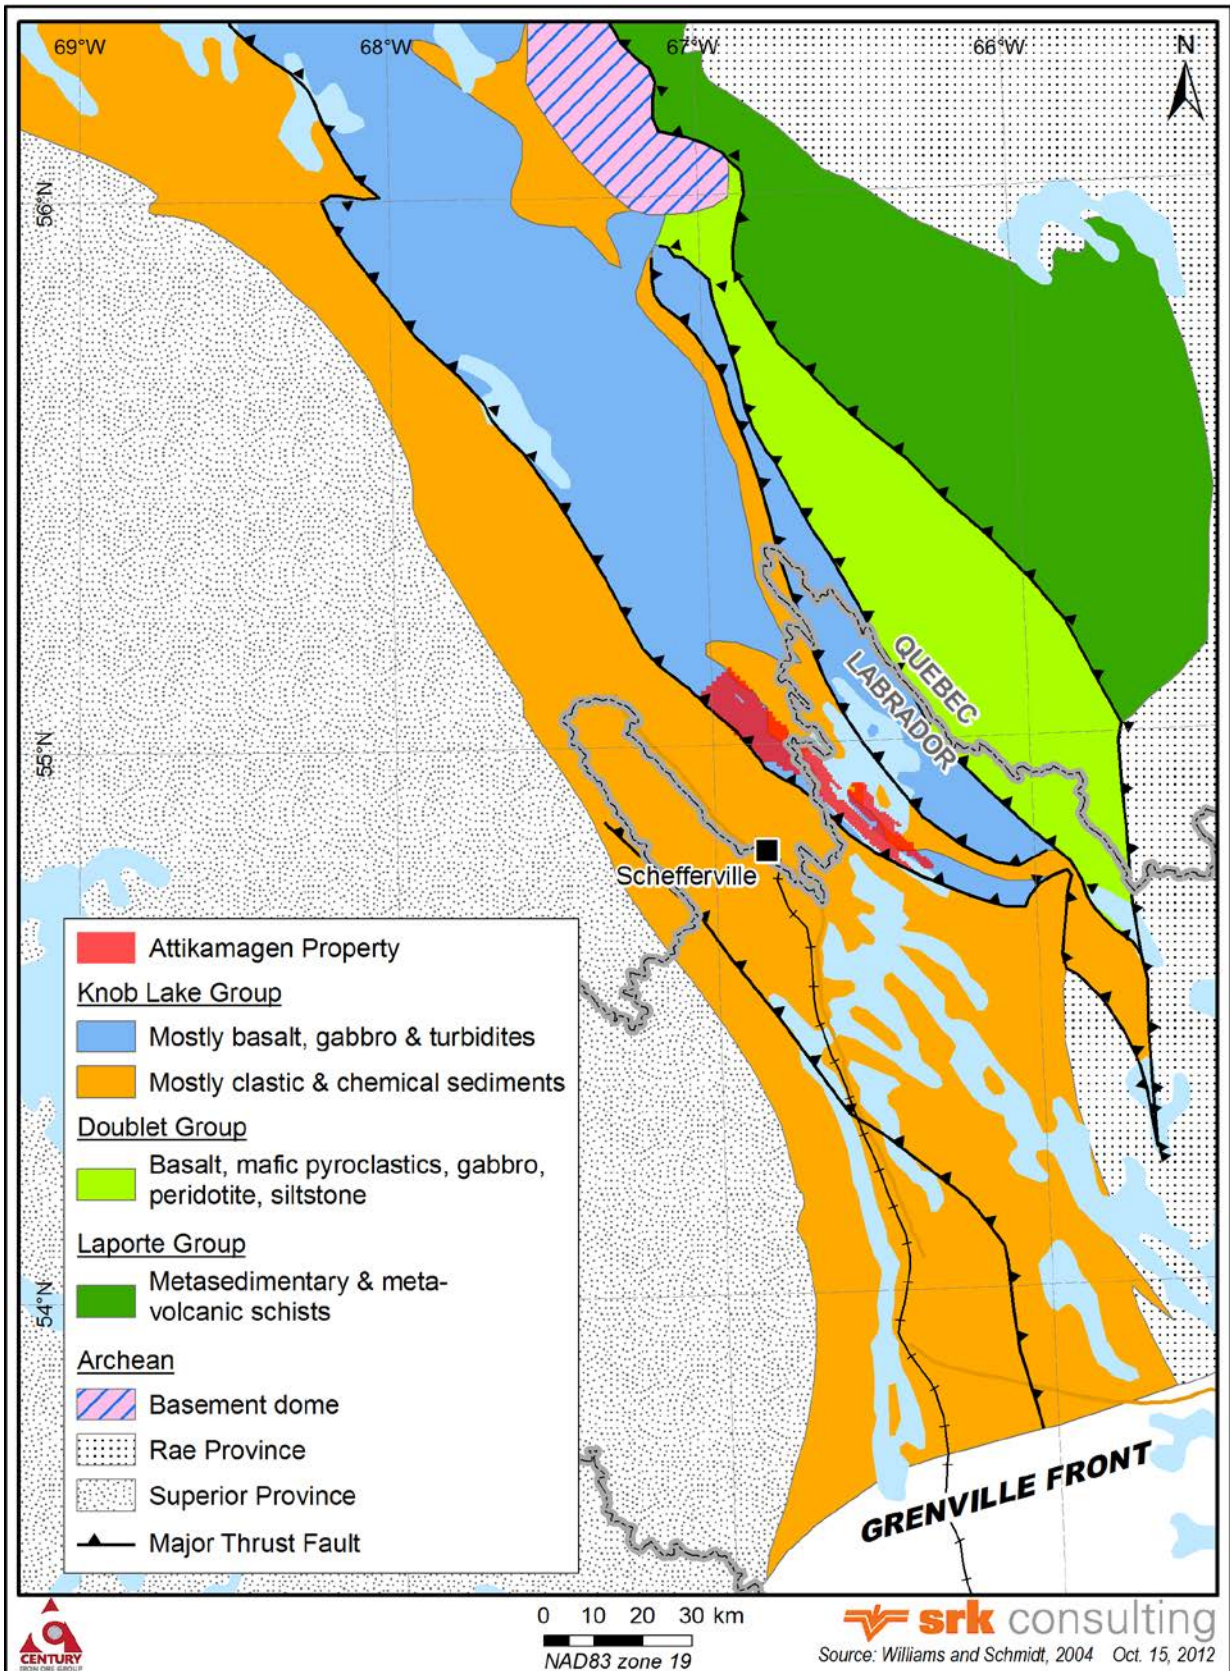 69°W
68°W
67°W
66°W
N
56°N
QUEBEC
LABRADOR
55°N
Schefferville
Attikamagen Property
Knob Lake Group
Mostly basalt, gabbro & turbidites
Mostly clastic & chemical sediments
Doublet Group
Basalt, mafic pyroclastics, gabbro,
peridotite, siltstone
Laporte Group
Metasedimentary & meta-
volcanic schists
54°N
Archean
Basement dome
Rae Province
Superior Province
Major Thrust Fault
GRENVILLE FRONT
0 10 20 30 km
NAD83 zone 19
CENTURY
IRON ORE GROUP
srk consulting
Source: Williams and Schmidt, 2004 Oct. 15, 2012